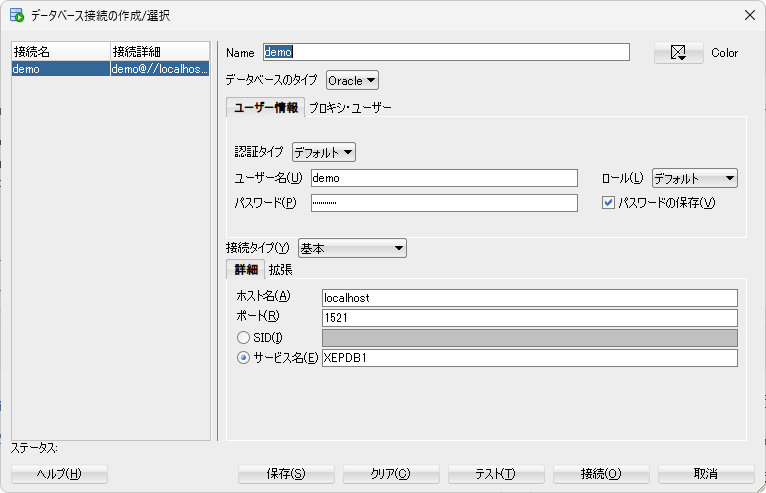 データベース接続の作成/選択
接続名 接続詳細
demo demo@//localhos...
Name demo Color
データベースのタイプ Oracle
ユーザー情報 プロキシ・ユーザー
認証タイプ デフォルト
ユーザー名(U) demo ロール(L) デフォルト
パスワード(P) ············ パスワードの保存(V)
接続タイプ(Y) 基本
詳細 拡張
ホスト名(A) localhost
ポート(R) 1521
SID(I)
サービス名(E) XEPDB1
ステータス:
ヘルプ(H) 保存(S) クリア(C) テスト(T) 接続(O) 取消